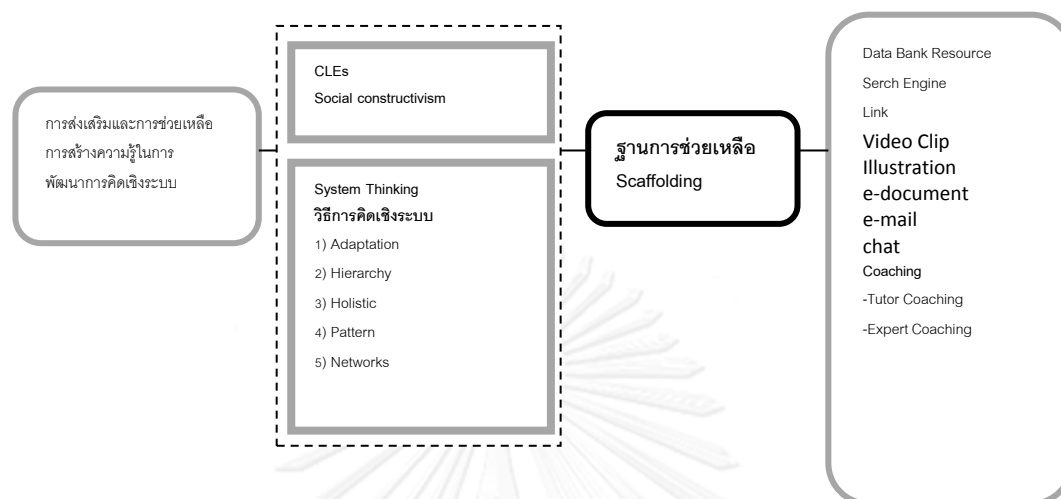 การส่งเสริมและการช่วยเหลือ
การสร้างความรู้ในการ
พัฒนาการคิดเชิงระบบ
CLEs
Social constructivism
System Thinking
วิธีการคิดเชิงระบบ
1) Adaptation
2) Hierarchy
3) Holistic
4) Pattern
5) Networks
ฐานการช่วยเหลือ
Scaffolding
Data Bank Resource
Serch Engine
Link
Video Clip
Illustration
e-document
e-mail
chat
Coaching
-Tutor Coaching
-Expert Coaching